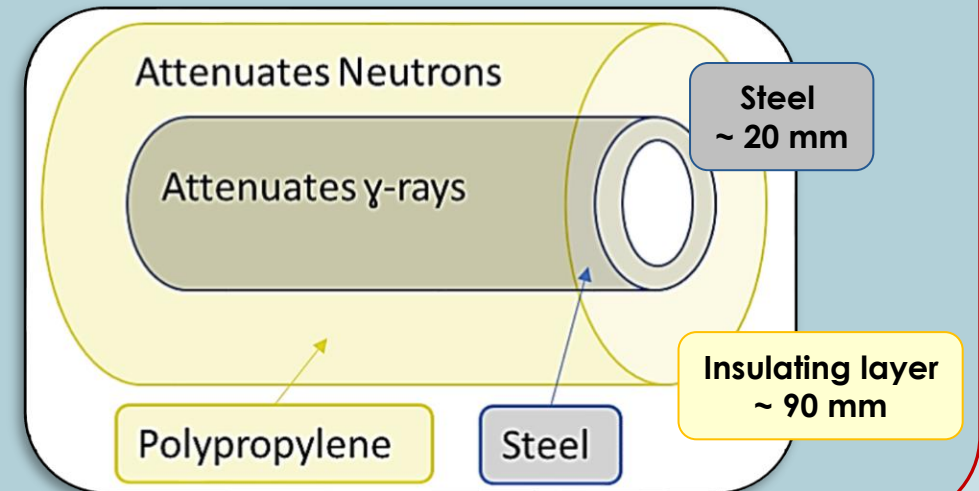 Attenuates Neutrons
Steel
~ 20 mm
Attenuates ɣ-rays
Insulating layer
~ 90 mm
Polypropylene
Steel